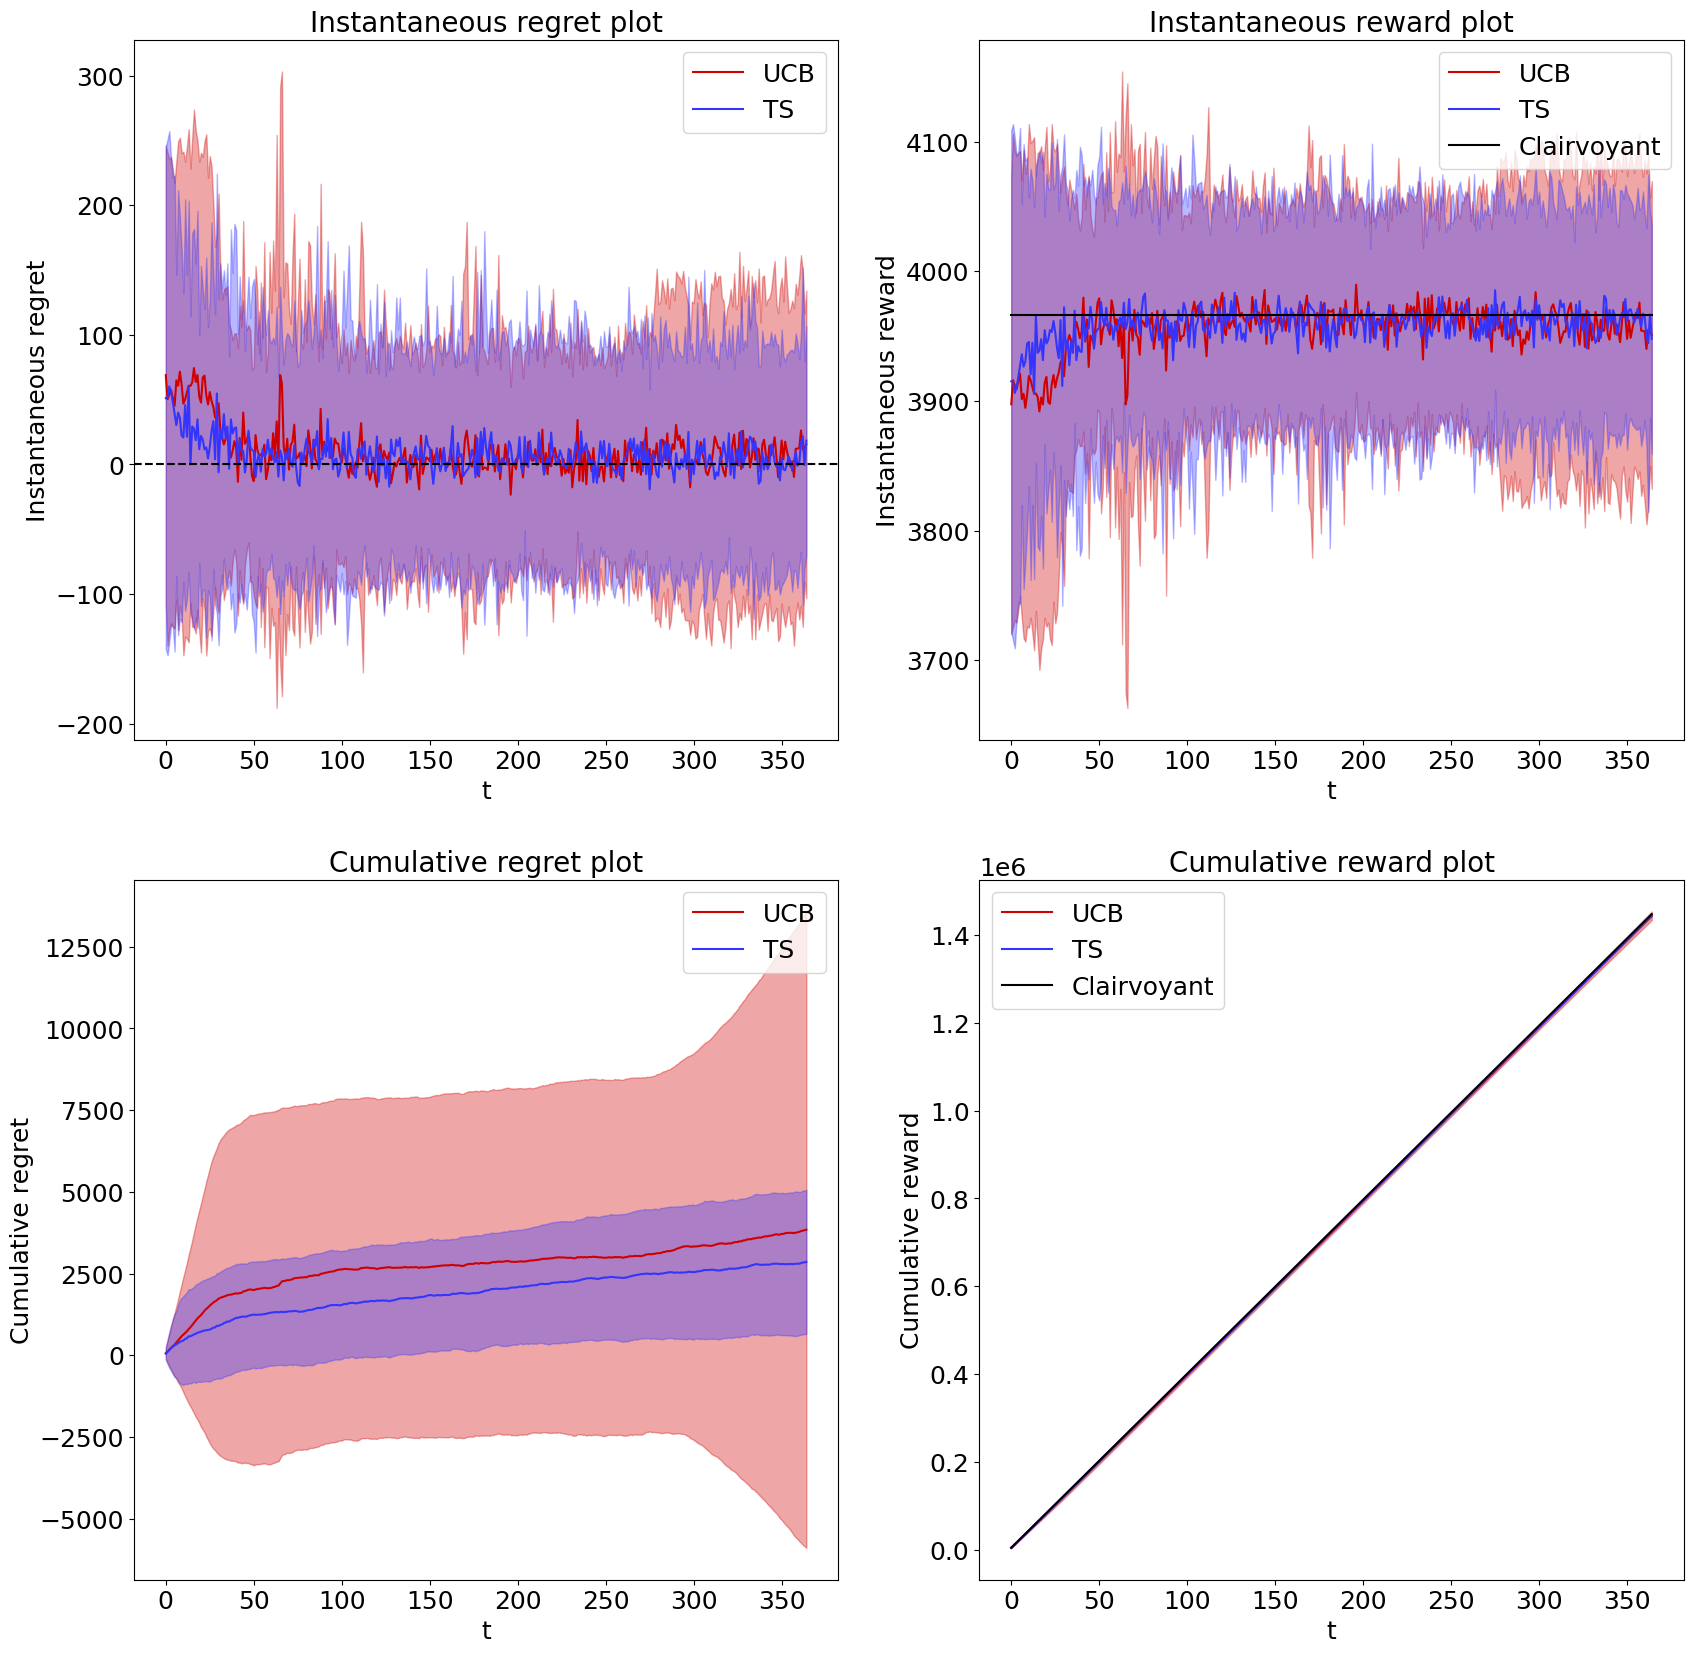 Instantaneous regret plot
UCB
TS
300
200
100
0
−100
−200
Instantaneous regret
0 50 100 150 200 250 300 350
t
Instantaneous reward plot
UCB
TS
Clairvoyant
4100
4000
3900
3800
3700
Instantaneous reward
0 50 100 150 200 250 300 350
t
Cumulative regret plot
UCB
TS
12500
10000
7500
5000
2500
0
−2500
−5000
Cumulative regret
0 50 100 150 200 250 300 350
t
Cumulative reward plot
1e6
UCB
TS
Clairvoyant
1.4
1.2
1.0
0.8
0.6
0.4
0.2
0.0
Cumulative reward
0 50 100 150 200 250 300 350
t